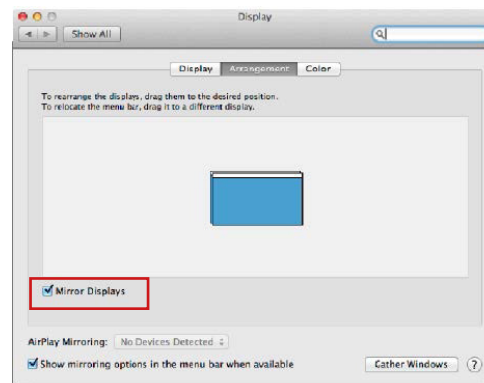 Display
Show All
Display Arrangement Color
To rearrange the displays, drag them to the desired position.
To relocate the menu bar, drag it to a different display.
Mirror Displays
AirPlay Mirroring: No Devices Detected
Show mirroring options in the menu bar when available
Gather Windows ?